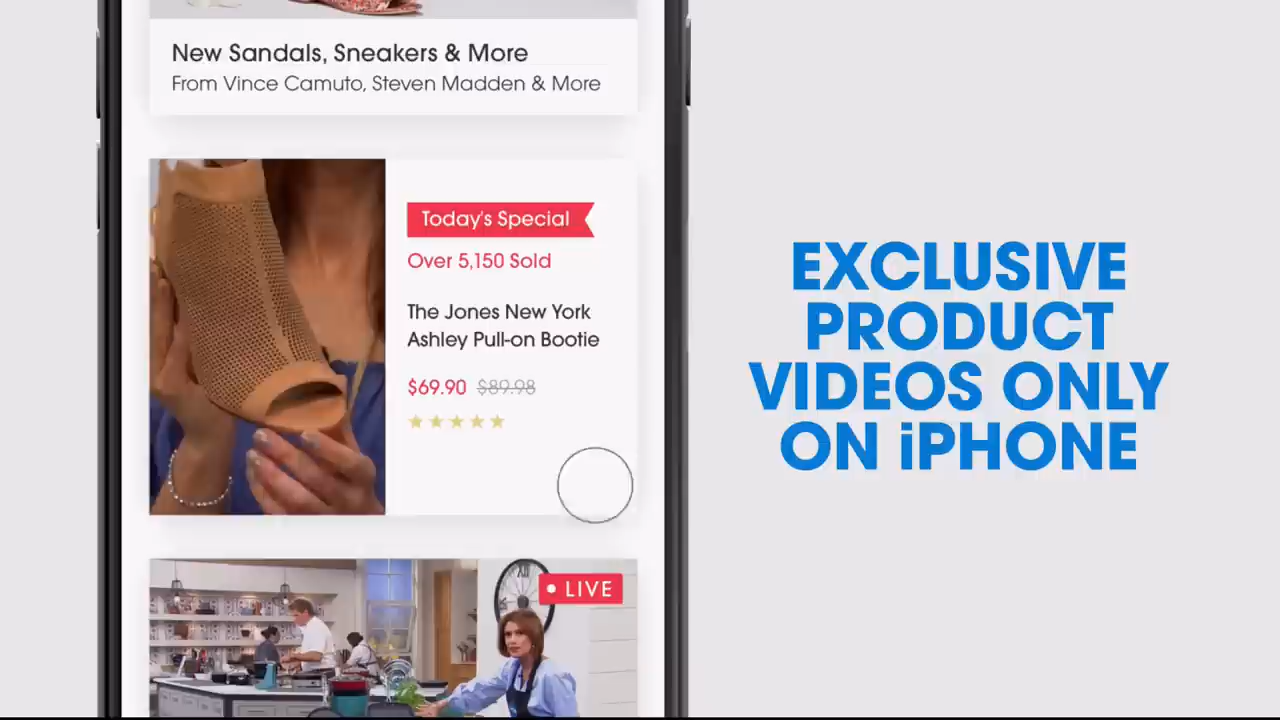 New Sandals, Sneakers & More
From Vince Camuto, Steven Madden & More
Today's Special
Over 5,150 Sold
The Jones New York
Ashley Pull-on Bootie
$69.90 $89.98
LIVE
EXCLUSIVE
PRODUCT
VIDEOS ONLY
ON iPHONE